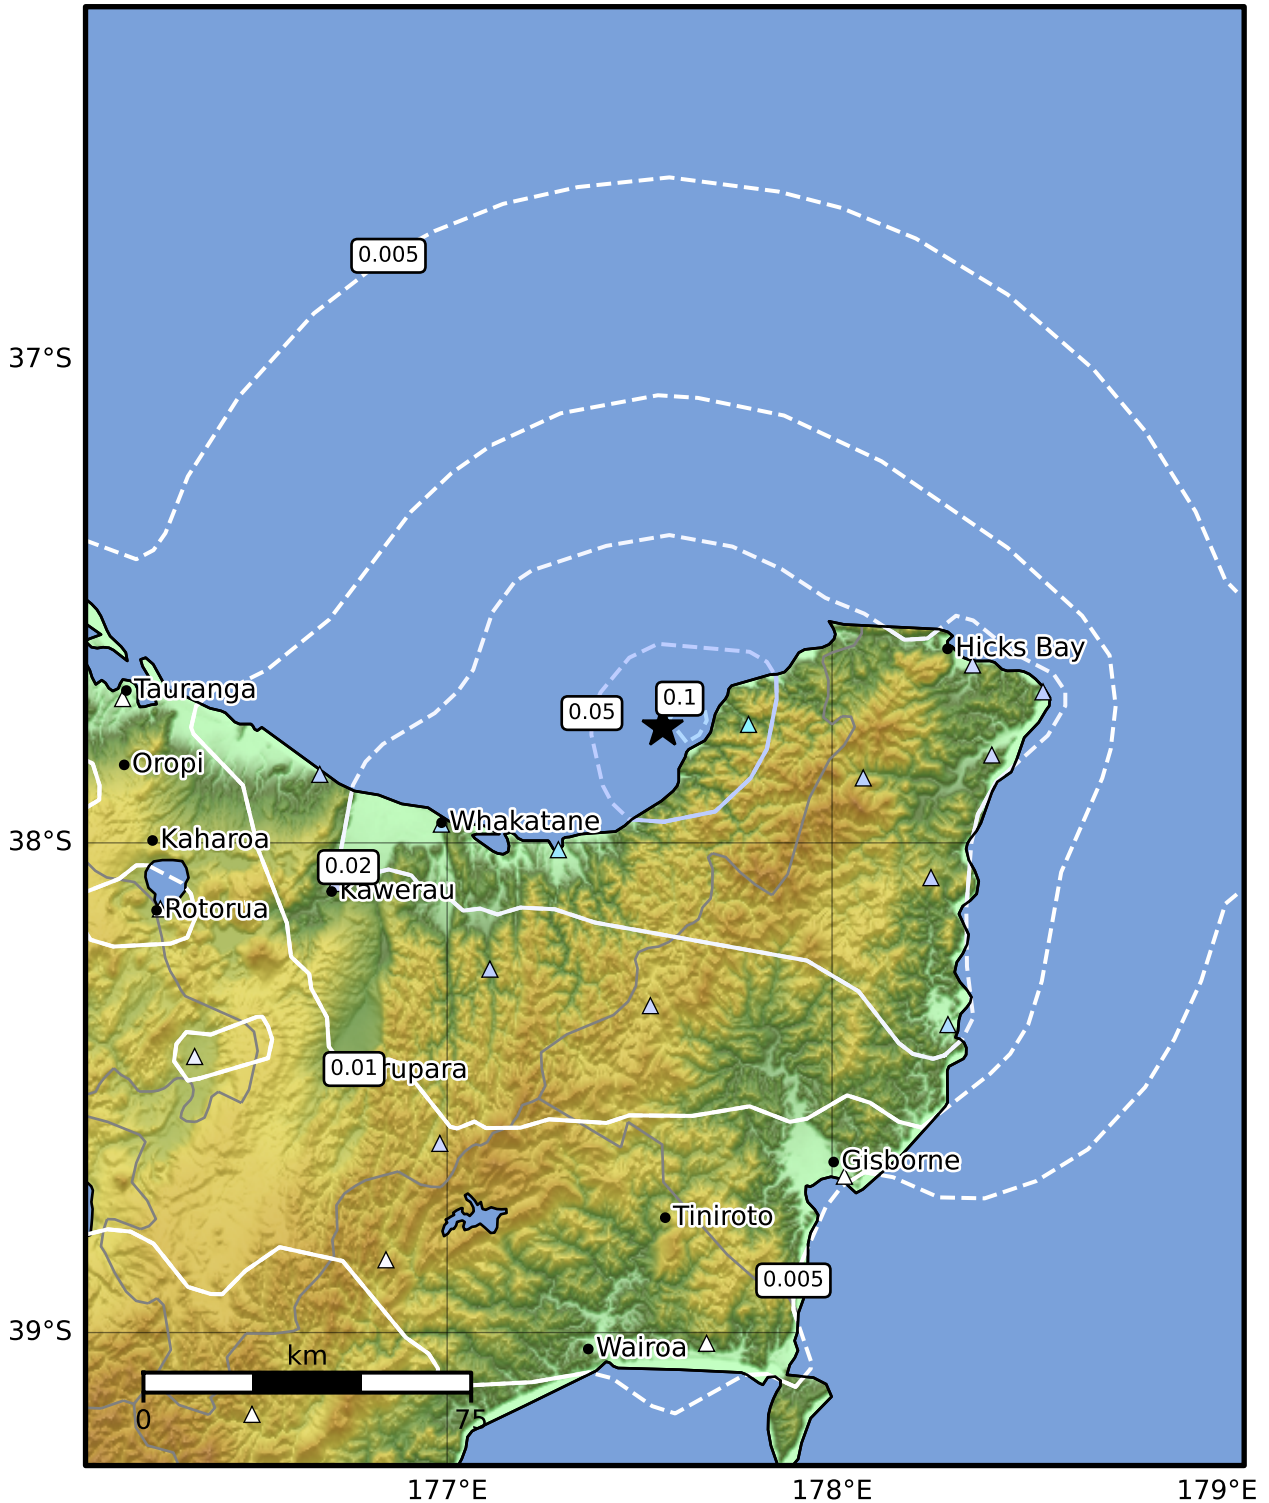 0.005
37°S
Hicks Bay
Tauranga
0.1
0.05
Oropi
Whakatane
Kaharoa
38°S
0.02
Kawerau
Rotorua
0.01
rupara
Gisborne
Tiniroto
0.005
39°S
Wairoa
km
0
75
177°E
178°E
179°E